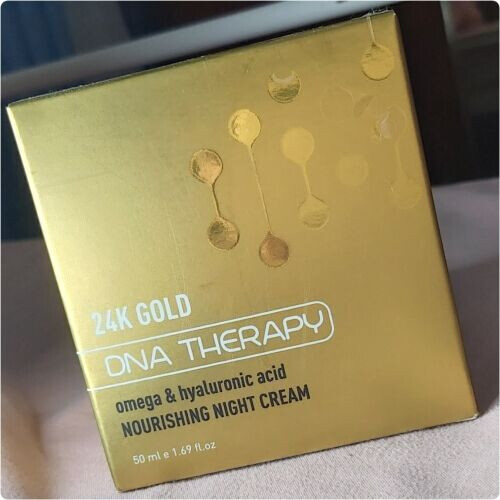 24K GOLD
DNA THERAPY
omega & hyaluronic acid
NOURISHING NIGHT CREAM
50 ml e 1.69 fl.oz